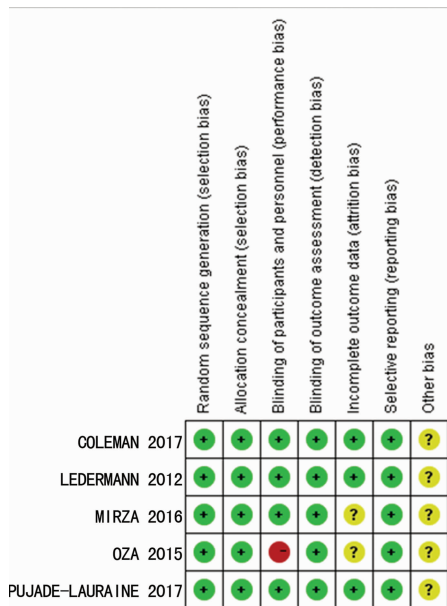 Random sequence generation (selection bias)
Allocation concealment (selection bias)
Blinding of participants and personnel (performance bias)
Blinding of outcome assessment (detection bias)
Incomplete outcome data (attrition bias)
Selective reporting (reporting bias)
Other bias
COLEMAN 2017 + + + + + + ?
LEDERMANN 2012 + + + + + + ?
MIRZA 2016 + + + + ? + ?
OZA 2015 + + - + ? + ?
PUJADE-LAURAINE 2017 + + + + + + ?